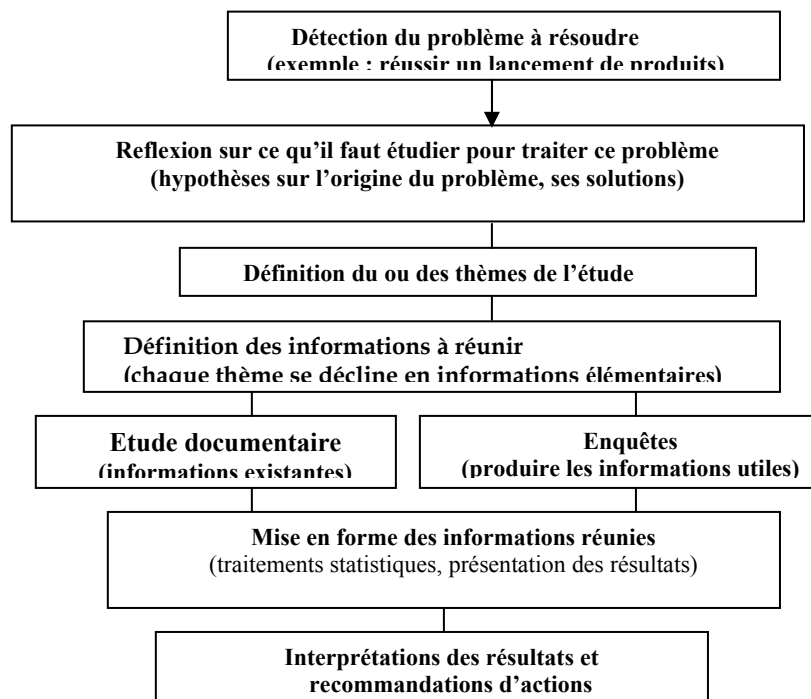 Détection du problème à résoudre
(exemple : réussir un lancement de produits)
Reflexion sur ce qu'il faut étudier pour traiter ce problème
(hypothèses sur l'origine du problème, ses solutions)
Définition du ou des thèmes de l'étude
Définition des informations à réunir
(chaque thème se décline en informations élémentaires)
Etude documentaire
(informations existantes)
Enquêtes
(produire les informations utiles)
Mise en forme des informations réunies
(traitements statistiques, présentation des résultats)
Interprétations des résultats et
recommandations d'actions